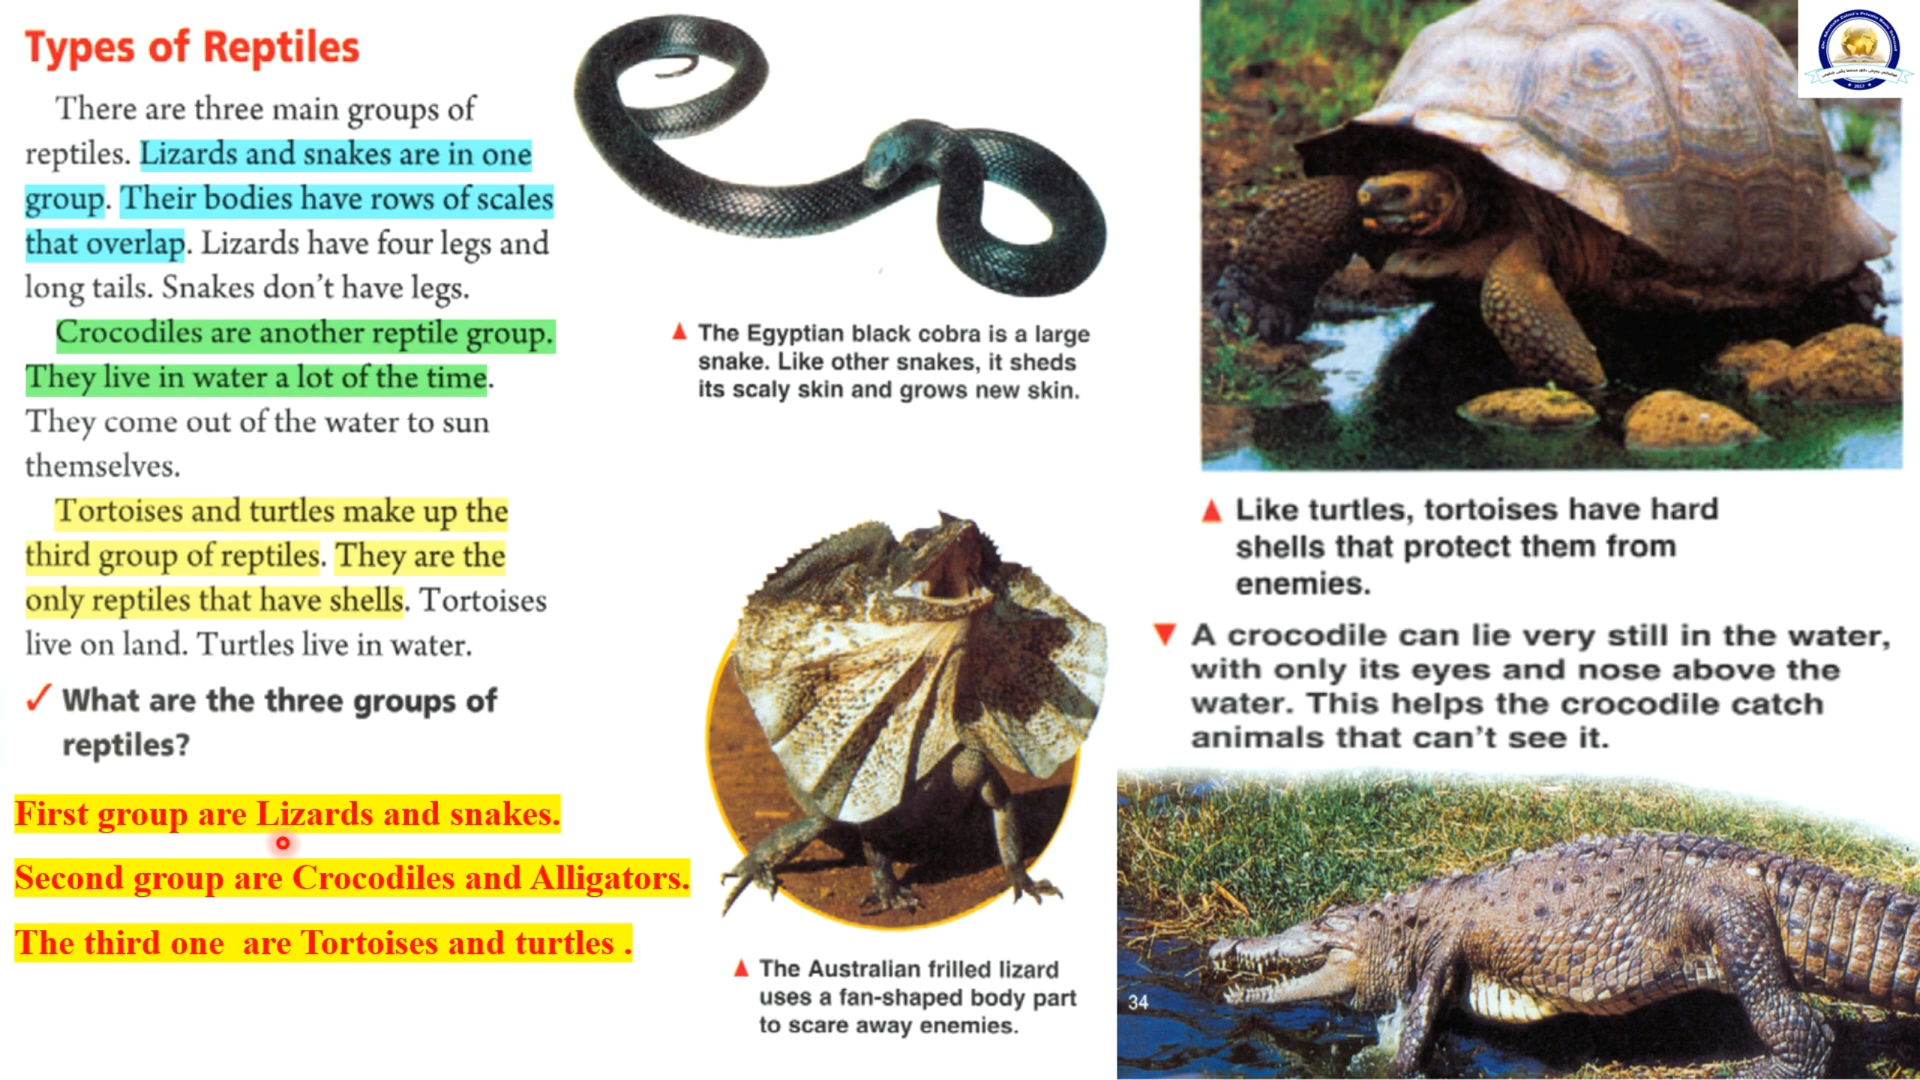 Types of Reptiles
There are three main groups of
reptiles. Lizards and snakes are in one
group. Their bodies have rows of scales
that overlap. Lizards have four legs and
long tails. Snakes don't have legs.
Crocodiles are another reptile group.
They live in water a lot of the time.
They come out of the water to sun
themselves.
Tortoises and turtles make up the
third group of reptiles. They are the
only reptiles that have shells. Tortoises
live on land. Turtles live in water.
✓ What are the three groups of
reptiles?
First group are Lizards and snakes.
Second group are Crocodiles and Alligators.
The third one  are Tortoises and turtles .
▲ The Egyptian black cobra is a large
snake. Like other snakes, it sheds
its scaly skin and grows new skin.
▲ The Australian frilled lizard
uses a fan-shaped body part
to scare away enemies.
▲ Like turtles, tortoises have hard
shells that protect them from
enemies.
▼ A crocodile can lie very still in the water,
with only its eyes and nose above the
water. This helps the crocodile catch
animals that can't see it.
34
2017